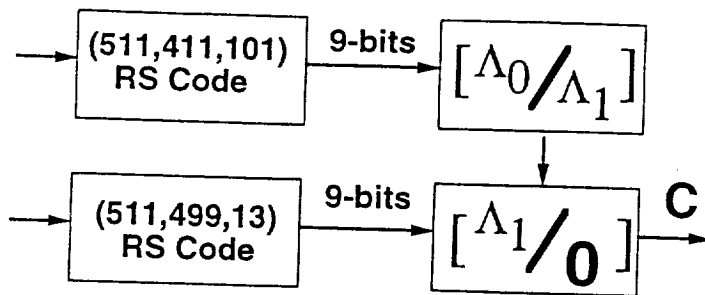 (511,411,101)
RS Code
9-bits
[Λ0/Λ1]
(511,499,13)
RS Code
9-bits
[Λ1/0]
C